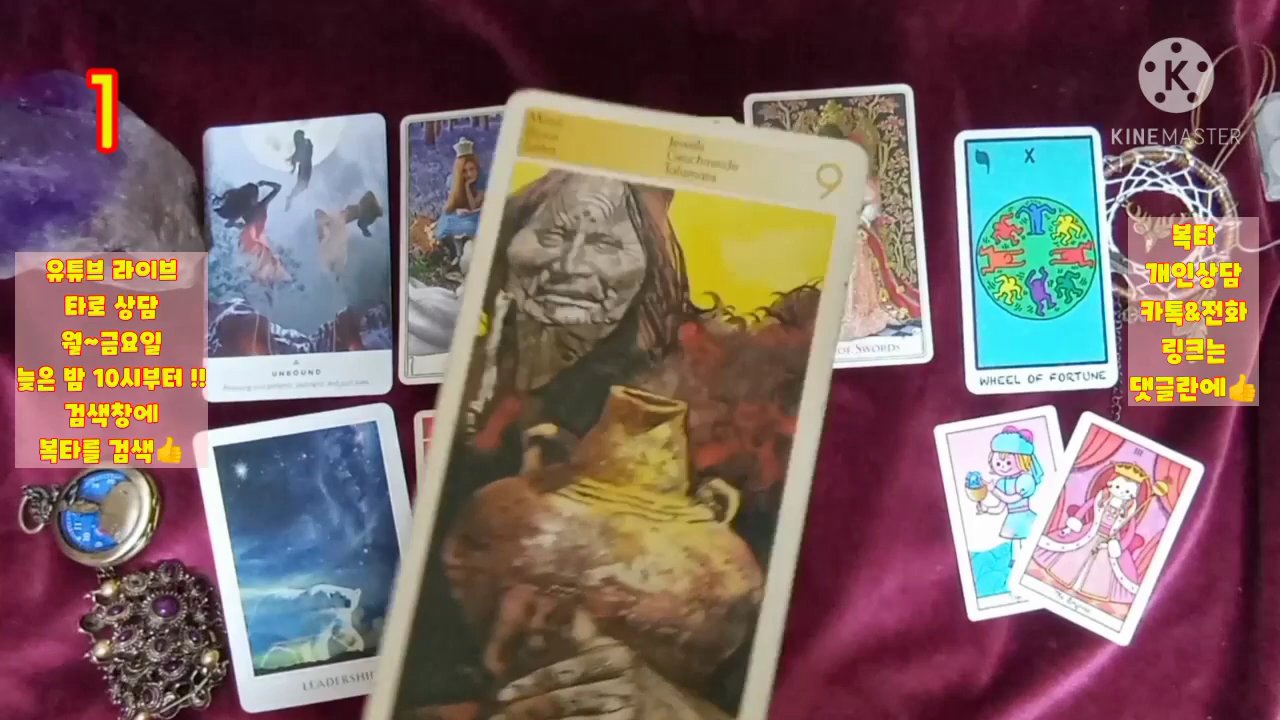 1
KINEMASTER
유튜브 라이브
타로 상담
월~금요일
늦은 밤 10시부터 !!
검색창에
복타를 검색👍
복타
개인상담
카톡&전화
링크는
댓글란에👍
UNBOUND
9
OF SWORDS
X
WHEEL OF FORTUNE
LEADERSHIP
III